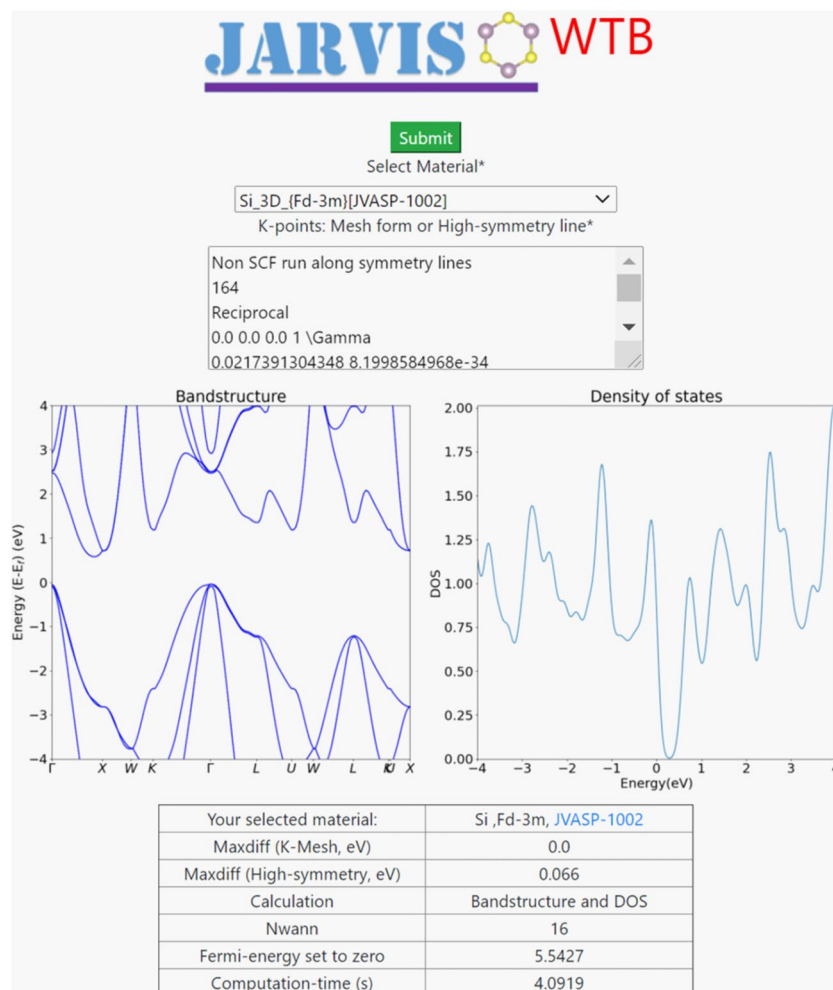 JARVIS WTB
Submit
Select Material*
Si_3D_{Fd-3m}[JVASP-1002]
K-points: Mesh form or High-symmetry line*
Non SCF run along symmetry lines
164
Reciprocal
0.0 0.0 0.0 1 \Gamma
0.0217391304348 8.1998584968e-34
Bandstructure
Energy (E-Ef) (eV)
4
3
2
1
0
−1
−2
−3
−4
Γ X W K Γ L U W L X
Density of states
DOS
2.00
1.75
1.50
1.25
1.00
0.75
0.50
0.25
0.00
−4 −3 −2 −1 0 1 2 3
Energy(eV)
Your selected material: Si ,Fd-3m, JVASP-1002
Maxdiff (K-Mesh, eV) 0.0
Maxdiff (High-symmetry, eV) 0.066
Calculation Bandstructure and DOS
Nwann 16
Fermi-energy set to zero 5.5427
Computation-time (s) 4.0919